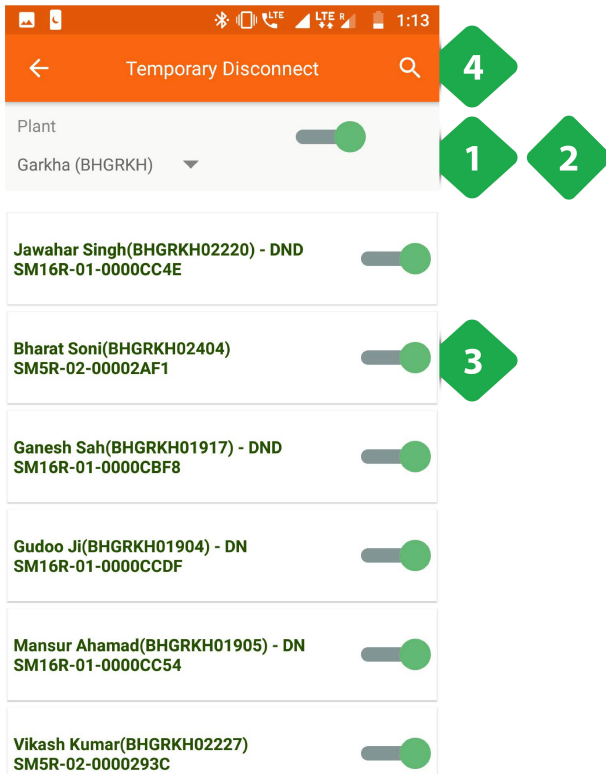 LTE LTE R 1:13
Temporary Disconnect
4
Plant
Garkha (BHGRKH)
1 2
Jawahar Singh(BHGRKH02220) - DND
SM16R-01-0000CC4E
Bharat Soni(BHGRKH02404)
SM5R-02-00002AF1
3
Ganesh Sah(BHGRKH01917) - DND
SM16R-01-0000CBF8
Gudoo Ji(BHGRKH01904) - DN
SM16R-01-0000CCDF
Mansur Ahamad(BHGRKH01905) - DN
SM16R-01-0000CC54
Vikash Kumar(BHGRKH02227)
SM5R-02-0000293C